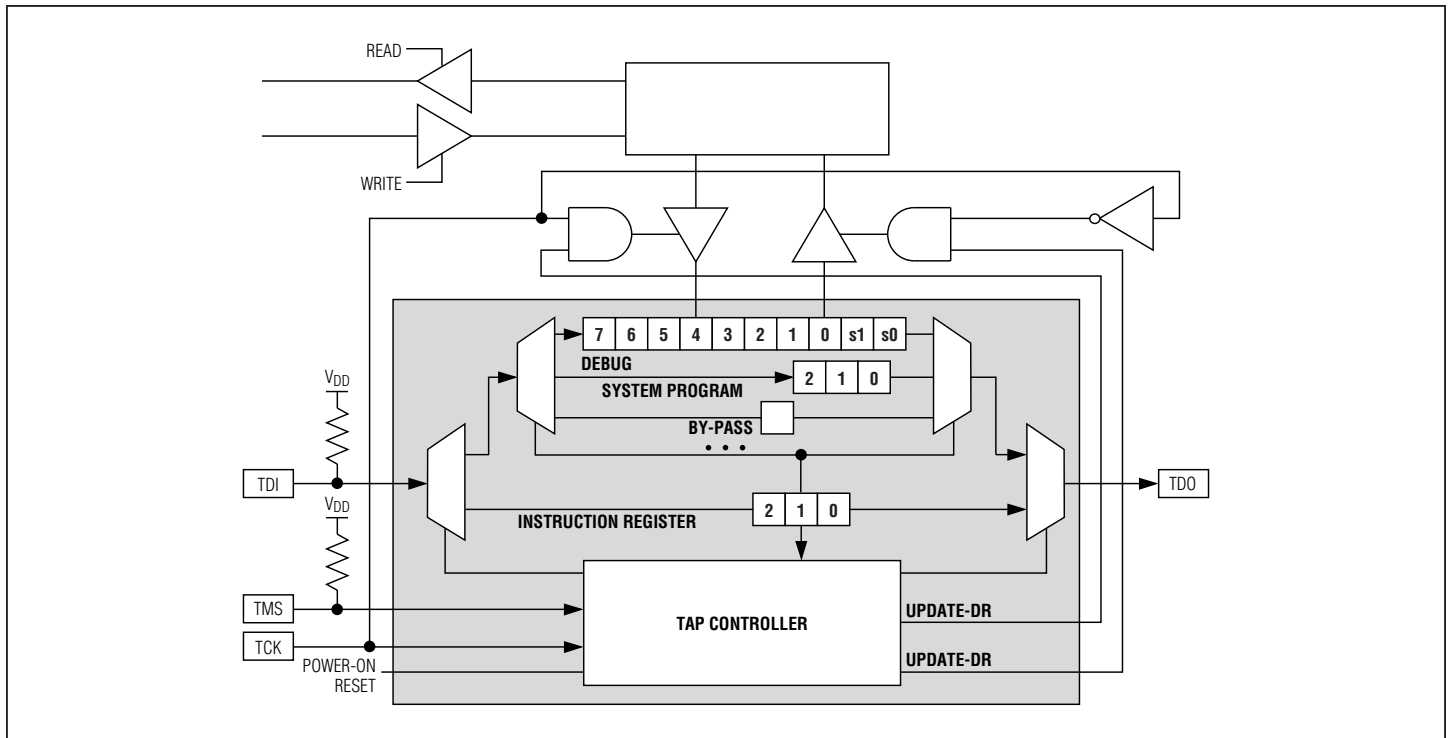 READ
WRITE
7 6 5 4 3 2 1 0 s1 s0
DEBUG
2 1 0
SYSTEM PROGRAM
BY-PASS
• • •
VDD
TDI
TDO
VDD
2 1 0
INSTRUCTION REGISTER
TMS
TAP CONTROLLER
UPDATE-DR
TCK
POWER-ON
RESET
UPDATE-DR